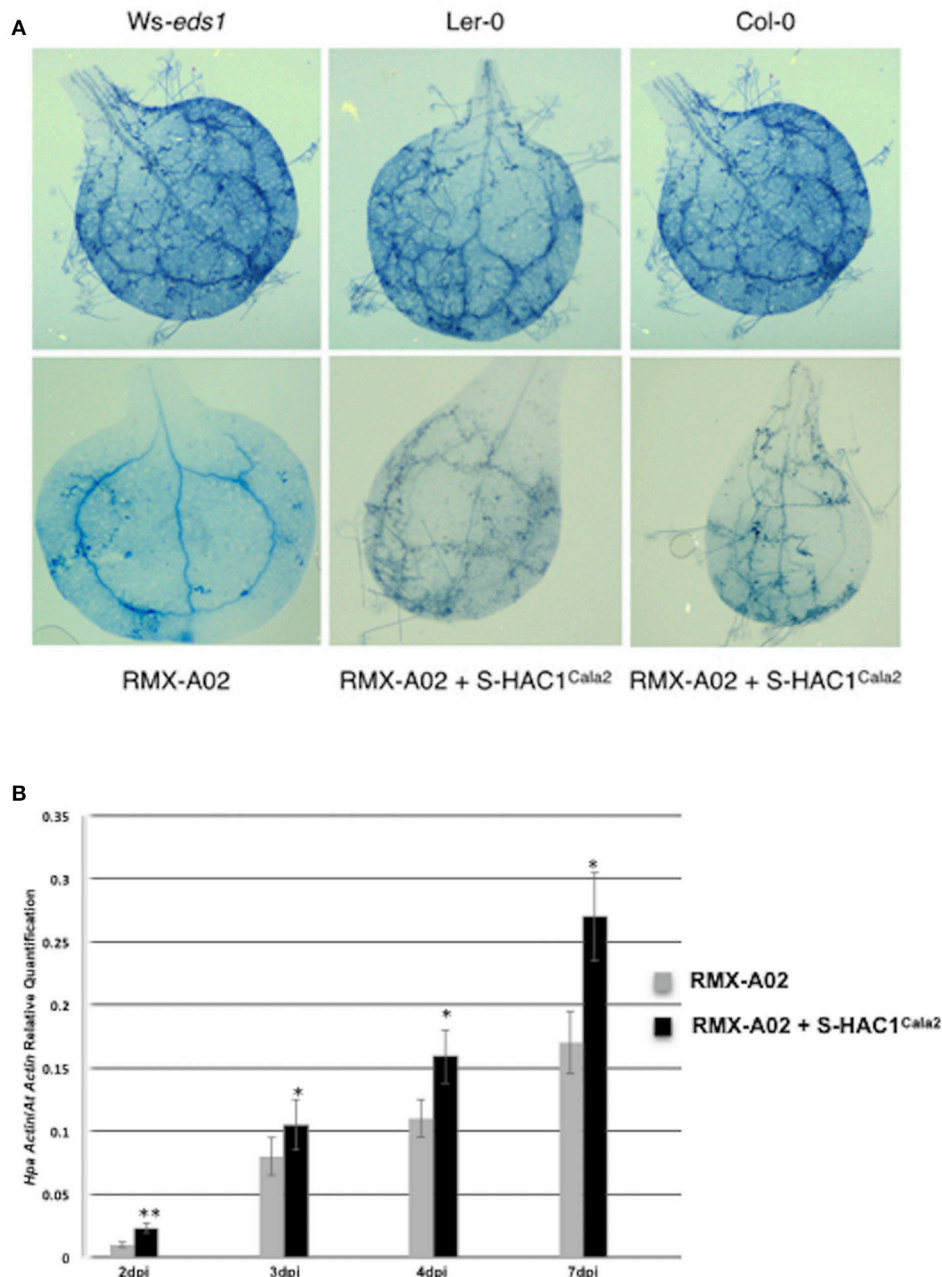 A
Ws-eds1 Ler-0 Col-0
RMX-A02 RMX-A02 + S-HAC1Cala2 RMX-A02 + S-HAC1Cala2
B
0.35
0.3
0.25
0.2
0.15
0.1
0.05
0
Hpa Actin/At Actin Relative Quantification
** * * *
2dpi 3dpi 4dpi 7dpi
RMX-A02
RMX-A02 + S-HAC1Cala2